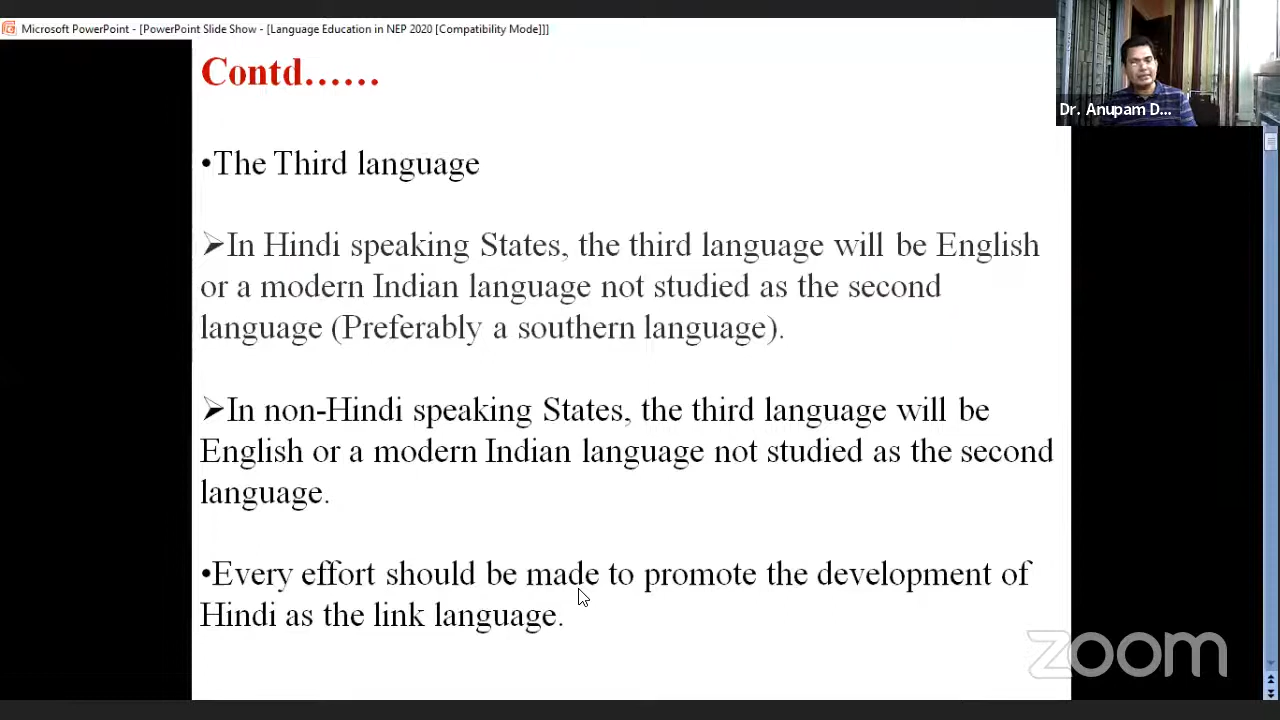 Microsoft PowerPoint - [PowerPoint Slide Show - [Language Education in NEP 2020 [Compatibility Mode]]]
Contd……
Dr. Anupam D...
•The Third language
➢In Hindi speaking States, the third language will be English
or a modern Indian language not studied as the second
language (Preferably a southern language).
➢In non-Hindi speaking States, the third language will be
English or a modern Indian language not studied as the second
language.
•Every effort should be made to promote the development of
Hindi as the link language.
zoom